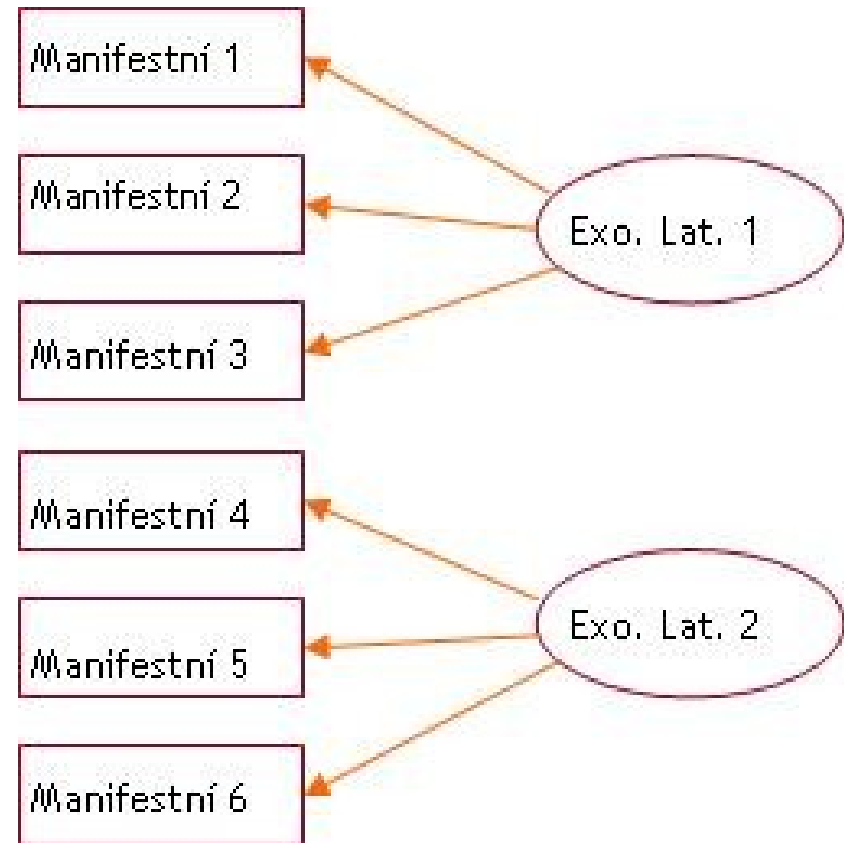 Manifestní 1
Manifestní 2
Exo. Lat. 1
Manifestní 3
Manifestní 4
Manifestní 5
Exo. Lat. 2
Manifestní 6